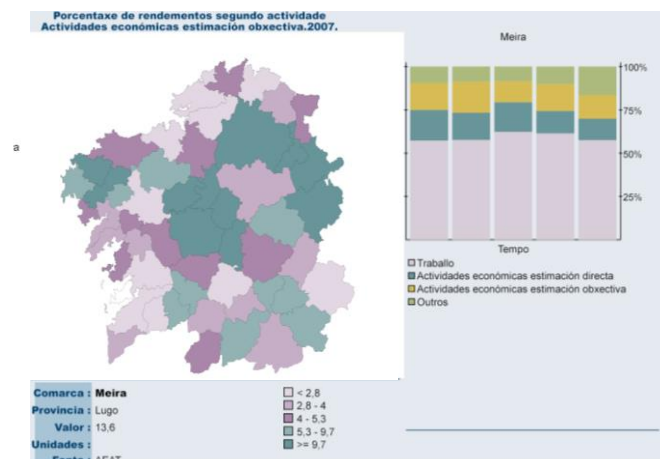 Porcentaxe de rendementos segundo actividade
Actividades económicas estimación obxectiva.2007.
a
Meira
100%
75%
50%
25%
Tempo
Traballo
Actividades económicas estimación directa
Actividades económicas estimación obxectiva
Outros
Comarca : Meira
Provincia : Lugo
Valor : 13,6
Unidades :
Fonte : AEAT
< 2,8
2,8 - 4
4 - 5,3
5,3 - 9,7
>= 9,7